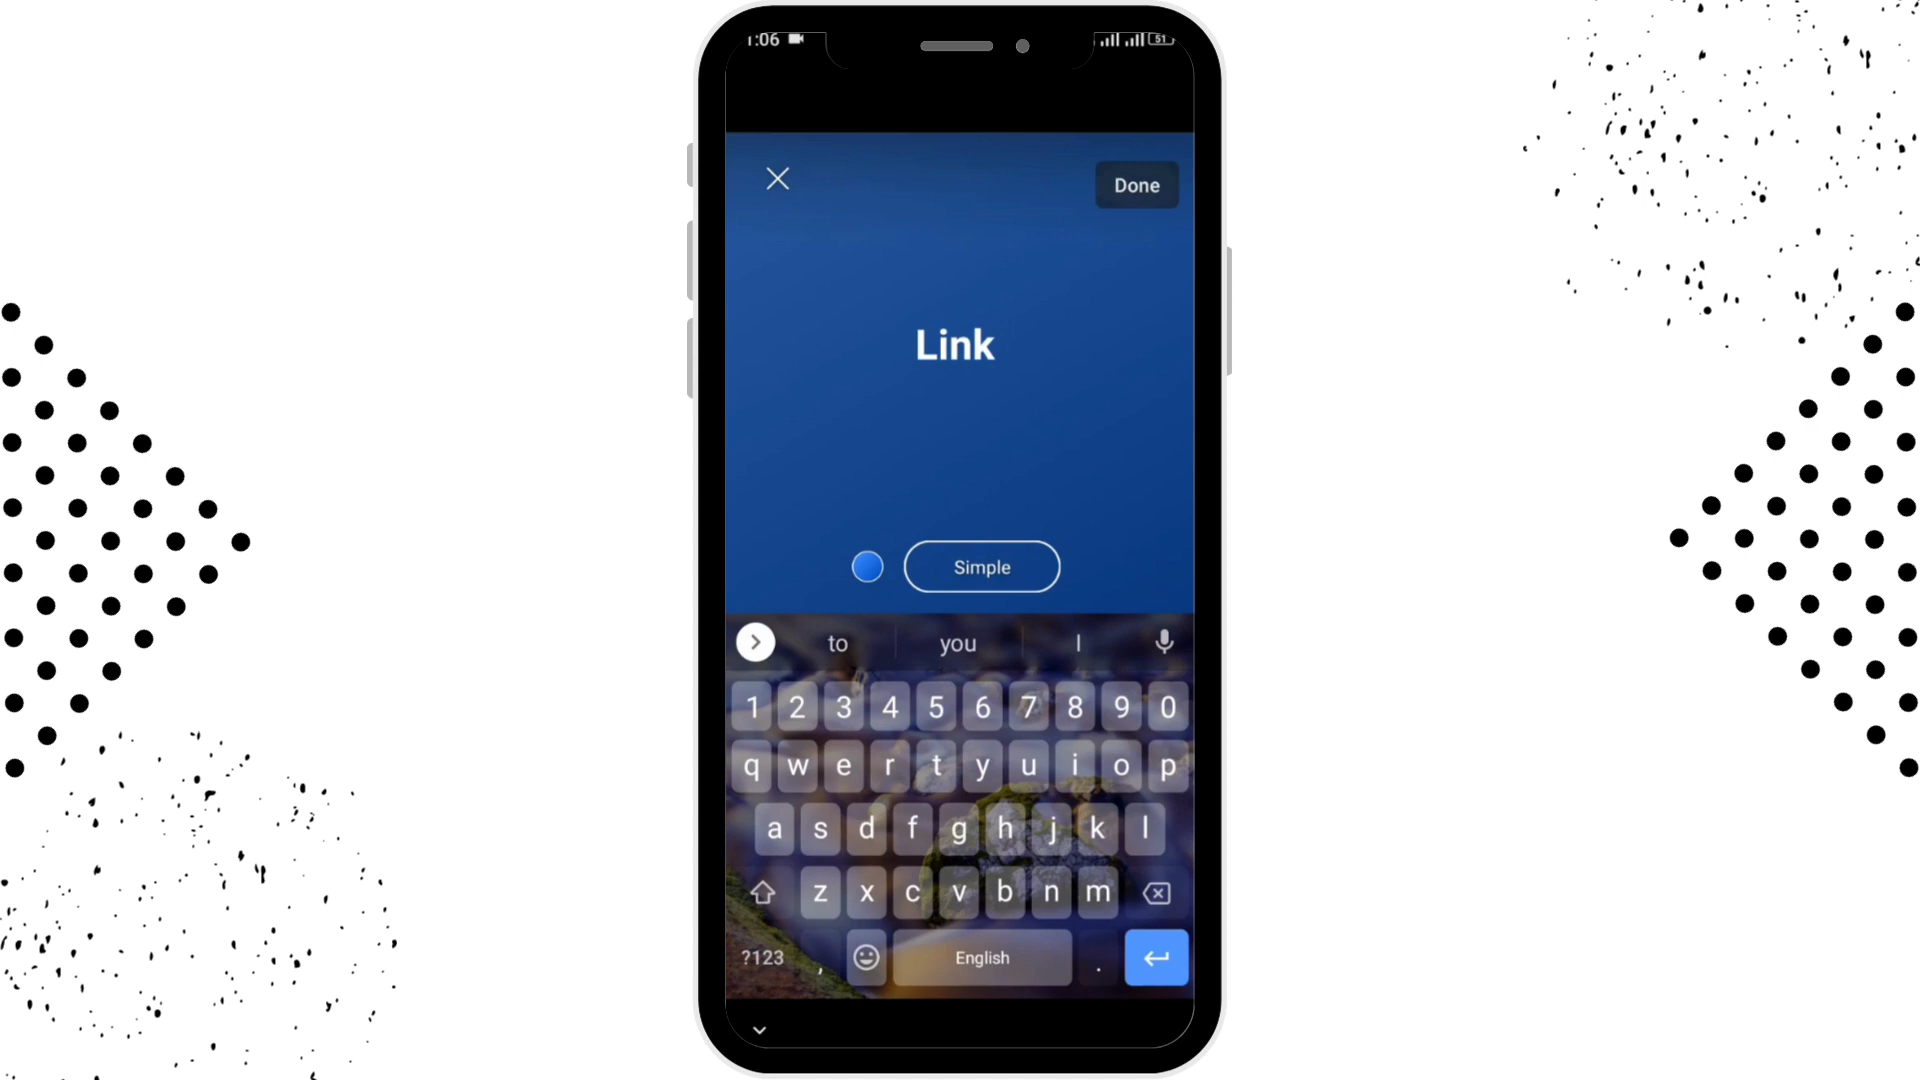 1:06 51
Done
Link
Simple
to you I
1 2 3 4 5 6 7 8 9 0
q w e r t y u i o p
a s d f g h j k l
z x c v b n m
?123 , English .